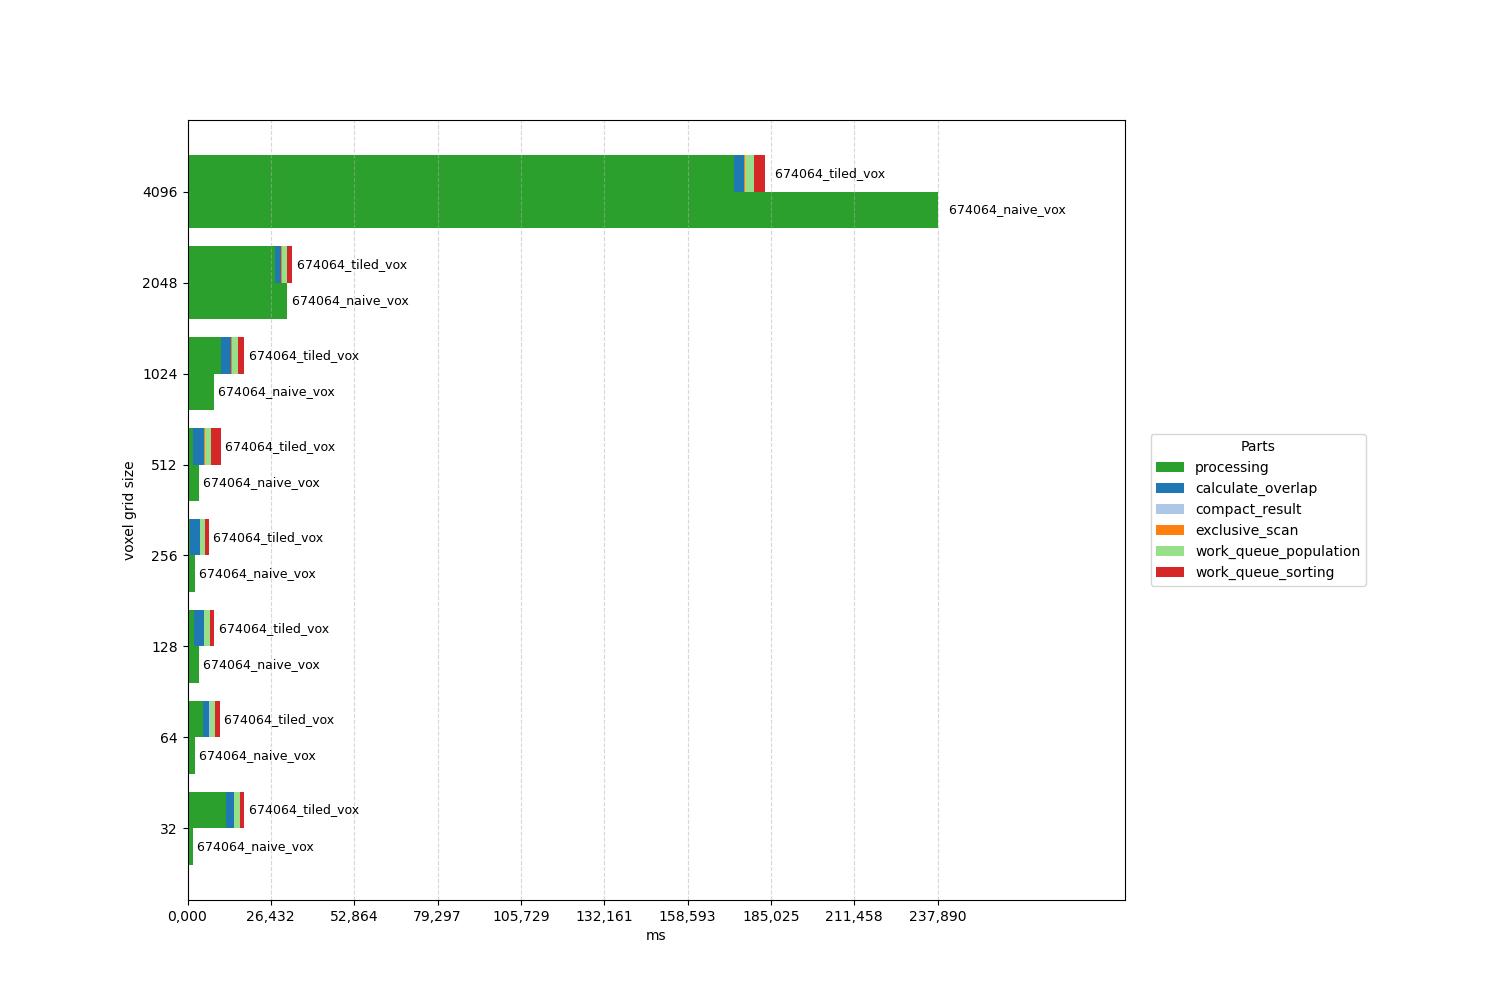 674064_tiled_vox
4096
674064_naive_vox
674064_tiled_vox
2048
674064_naive_vox
674064_tiled_vox
1024
674064_naive_vox
674064_tiled_vox
512
674064_naive_vox
674064_tiled_vox
256
674064_naive_vox
674064_tiled_vox
128
674064_naive_vox
674064_tiled_vox
64
674064_naive_vox
674064_tiled_vox
32
674064_naive_vox
voxel grid size
0,000 26,432 52,864 79,297 105,729 132,161 158,593 185,025 211,458 237,890
ms
Parts
processing
calculate_overlap
compact_result
exclusive_scan
work_queue_population
work_queue_sorting